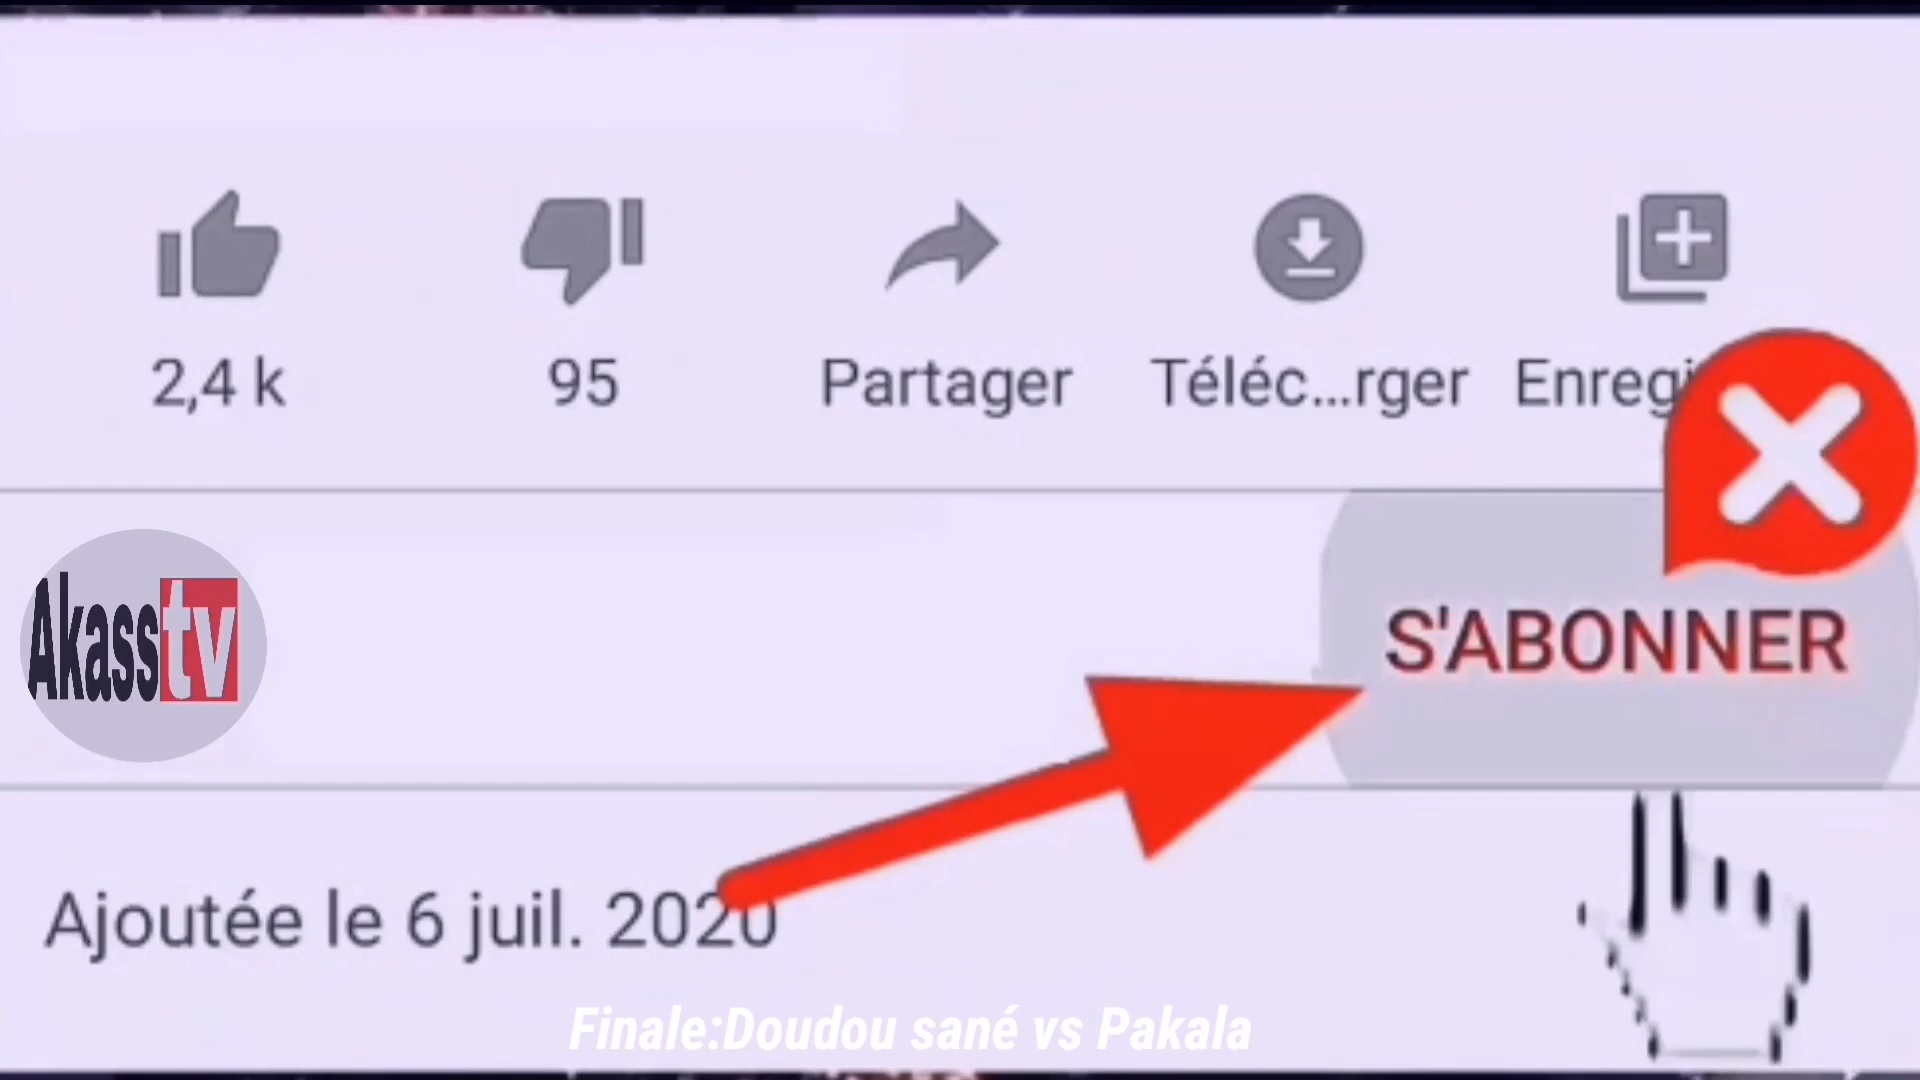 2,4 k
95
Partager
Téléc...rger
Enregi
Akasstv
S'ABONNER
Ajoutée le 6 juil. 2020
Finale:Doudou sané vs Pakala